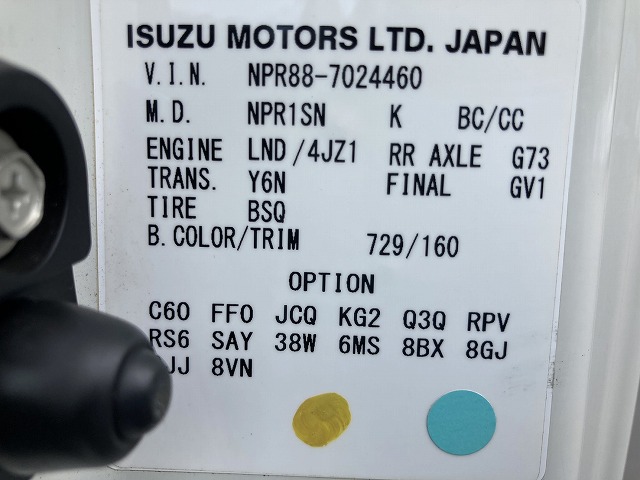 ISUZU MOTORS LTD. JAPAN
V.I.N. NPR88-7024460
M.D. NPR1SN K BC/CC
ENGINE LND/4JZ1 RR AXLE G73
TRANS. Y6N FINAL GV1
TIRE BSQ
B.COLOR/TRIM 729/160
OPTION
C60 FF0 JCQ KG2 Q3Q RPV
RS6 SAY 38W 6MS 8BX 8GJ
8VN